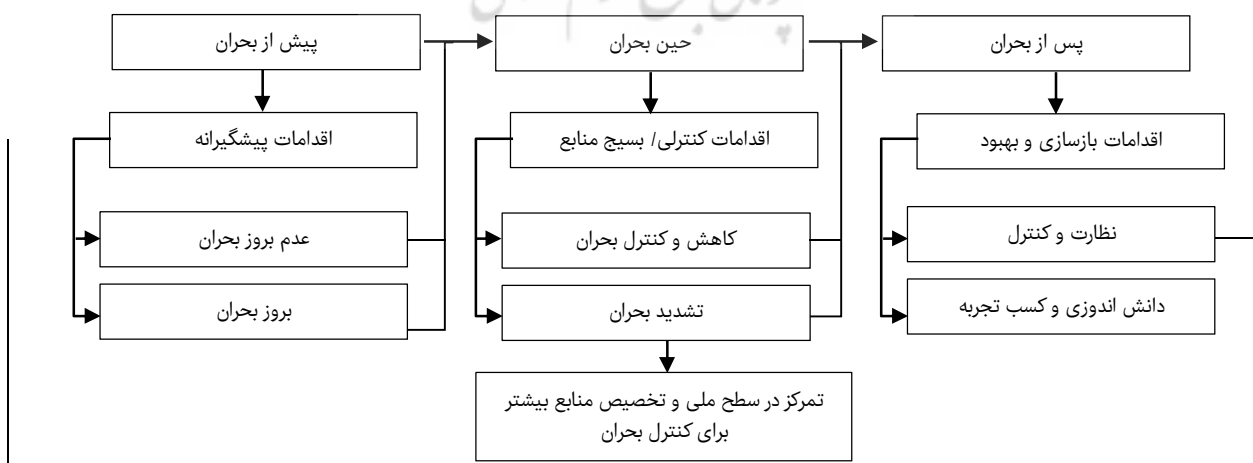 پیش از بحران
حین بحران
پس از بحران
اقدامات پیشگیرانه
اقدامات کنترلی/ بسیج منابع
اقدامات بازسازی و بهبود
عدم بروز بحران
کاهش و کنترل بحران
نظارت و کنترل
بروز بحران
تشدید بحران
دانش اندوزی و کسب تجربه
تمرکز در سطح ملی و تخصیص منابع بیشتر
برای کنترل بحران